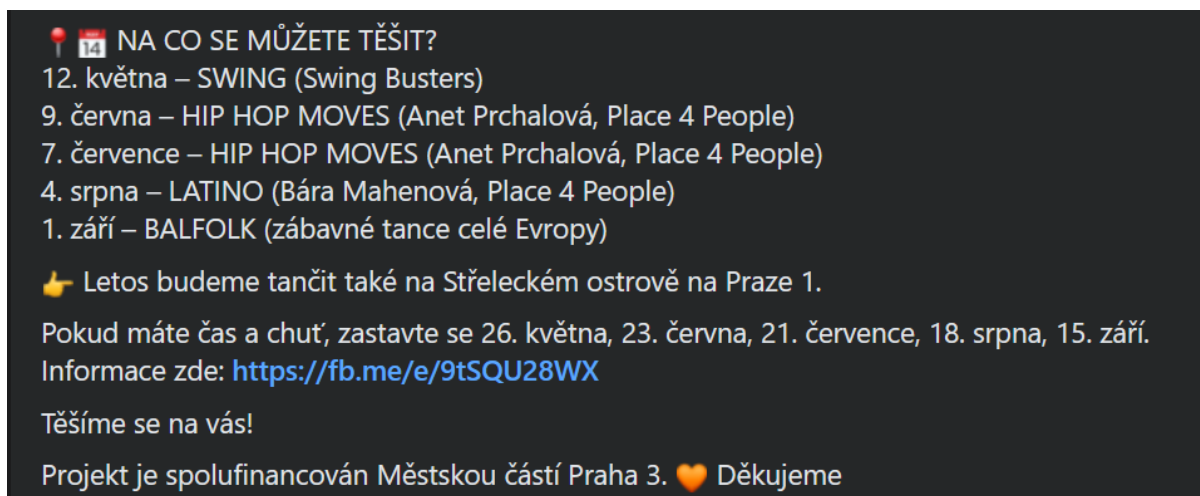 📍 📅 NA CO SE MŮŽETE TĚŠIT?
12. května – SWING (Swing Busters)
9. června – HIP HOP MOVES (Anet Prchalová, Place 4 People)
7. července – HIP HOP MOVES (Anet Prchalová, Place 4 People)
4. srpna – LATINO (Bára Mahenová, Place 4 People)
1. září – BALFOLK (zábavné tance celé Evropy)
👉 Letos budeme tančit také na Střeleckém ostrově na Praze 1.
Pokud máte čas a chuť, zastavte se 26. května, 23. června, 21. července, 18. srpna, 15. září.
Informace zde: https://fb.me/e/9tSQU28WX
Těšíme se na vás!
Projekt je spolufinancován Městskou částí Praha 3. 🧡 Děkujeme